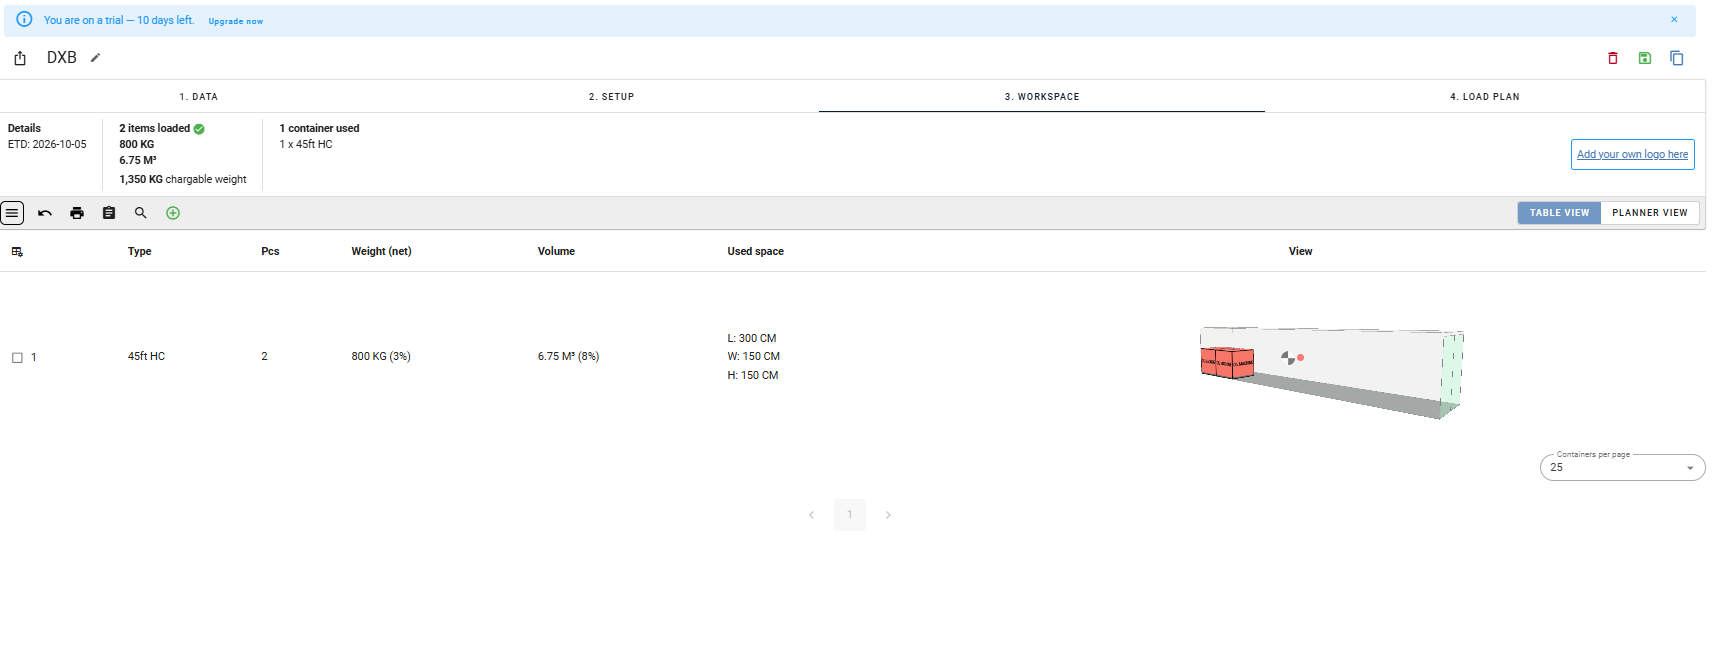 You are on a trial — 10 days left. Upgrade now
DXB
1. DATA
2. SETUP
3. WORKSPACE
4. LOAD PLAN
Details
ETD: 2026-10-05
2 items loaded
800 KG
6.75 M³
1,350 KG chargable weight
1 container used
1 x 45ft HC
Add your own logo here
TABLE VIEW
PLANNER VIEW
Type Pcs Weight (net) Volume Used space View
1 45ft HC 2 800 KG (3%) 6.75 M³ (8%)
L: 300 CM
W: 150 CM
H: 150 CM
Containers per page
25
1